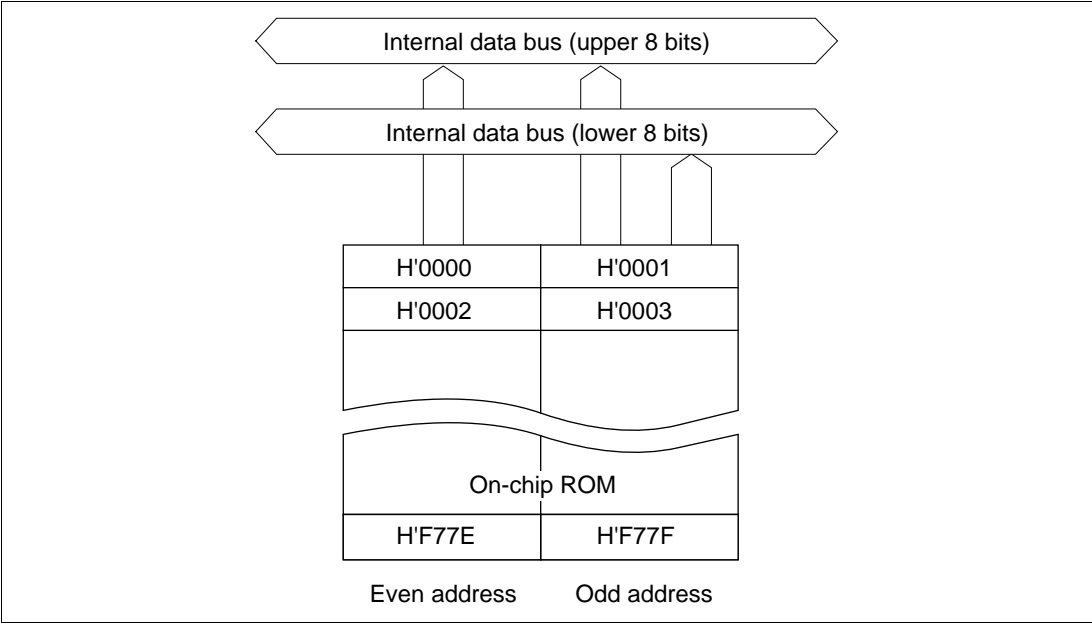 Internal data bus (upper 8 bits)
Internal data bus (lower 8 bits)
H'0000 H'0001
H'0002 H'0003
On-chip ROM
H'F77E H'F77F
Even address Odd address